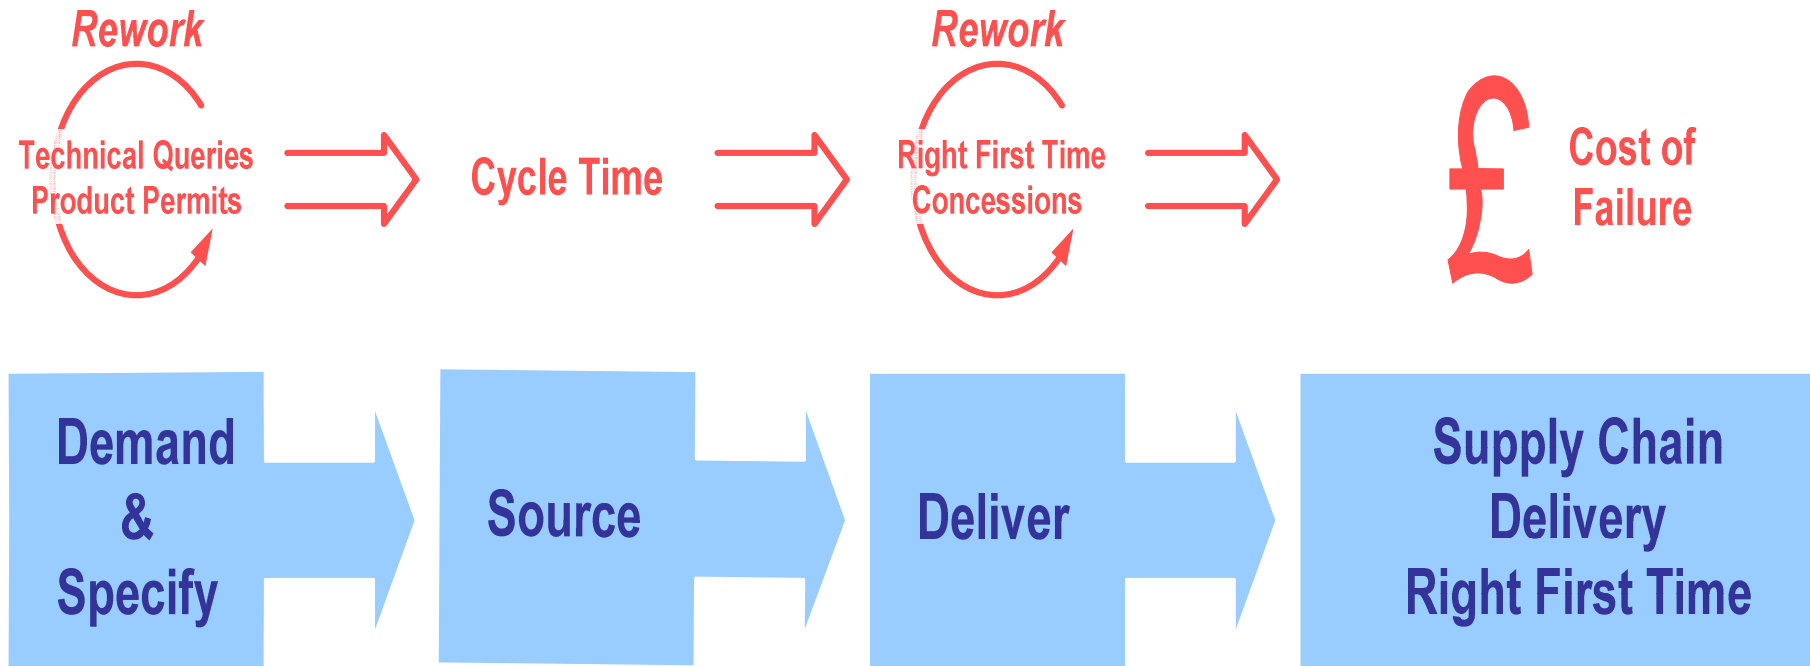 Rework
Technical Queries
Product Permits
Cycle Time
Rework
Right First Time
Concessions
£
Cost of
Failure
Demand
&
Specify
Source
Deliver
Supply Chain
Delivery
Right First Time